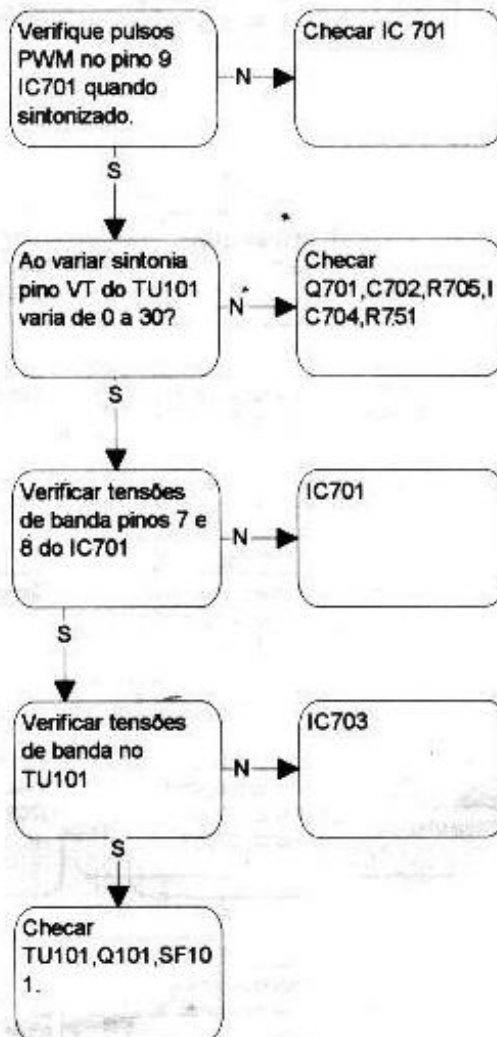 Verifique pulsos
PWM no pino 9
IC701 quando
sintonizado.
N
Checar IC 701
S
Ao variar sintonia
pino VT do TU101
varia de 0 a 30?
N
Checar
Q701,C702,R705,I
C704,R751
S
Verificar tensões
de banda pinos 7 e
8 do IC701
N
IC701
S
Verificar tensões
de banda no
TU101
N
IC703
S
Checar
TU101,Q101,SF10
1.